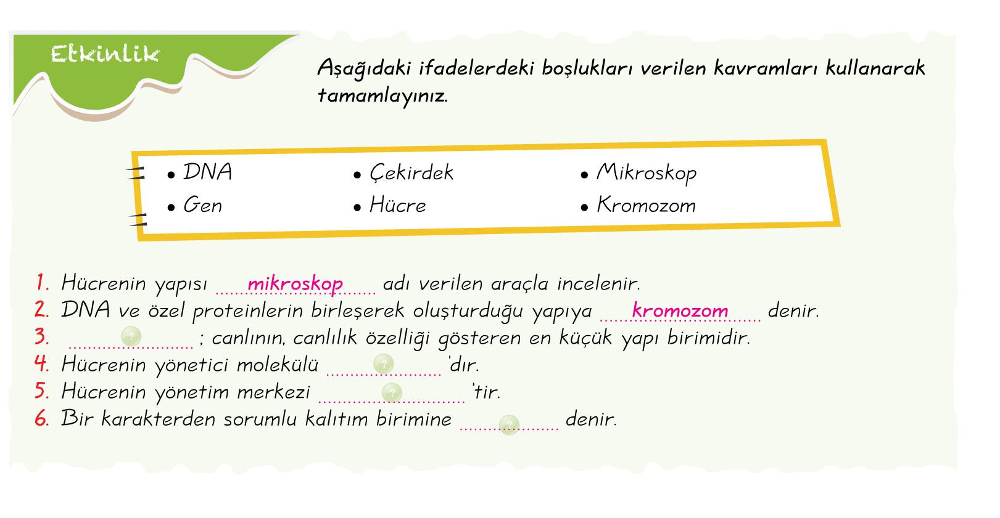 Etkinlik
Aşağıdaki ifadelerdeki boşlukları verilen kavramları kullanarak
tamamlayınız.
• DNA • Çekirdek • Mikroskop
• Gen • Hücre • Kromozom
1. Hücrenin yapısı mikroskop adı verilen araçla incelenir.
2. DNA ve özel proteinlerin birleşerek oluşturduğu yapıya kromozom denir.
3. ? ; canlının, canlılık özelliği gösteren en küçük yapı birimidir.
4. Hücrenin yönetici molekülü ? 'dır.
5. Hücrenin yönetim merkezi ? 'tir.
6. Bir karakterden sorumlu kalıtım birimine ? denir.